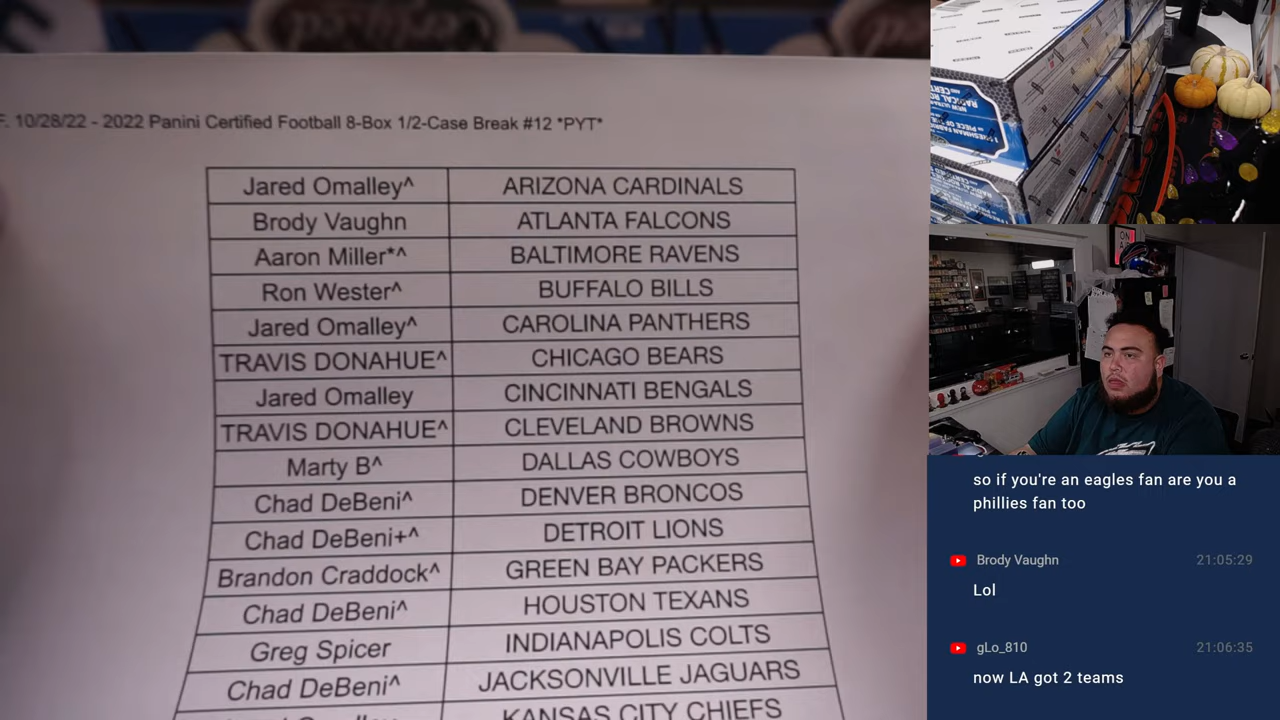 F. 10/28/22 - 2022 Panini Certified Football 8-Box 1/2-Case Break #12 *PYT*
Jared Omalley^ ARIZONA CARDINALS
Brody Vaughn ATLANTA FALCONS
Aaron Miller*^ BALTIMORE RAVENS
Ron Wester^ BUFFALO BILLS
Jared Omalley^ CAROLINA PANTHERS
TRAVIS DONAHUE^ CHICAGO BEARS
Jared Omalley CINCINNATI BENGALS
TRAVIS DONAHUE^ CLEVELAND BROWNS
Marty B^ DALLAS COWBOYS
Chad DeBeni^ DENVER BRONCOS
Chad DeBeni+^ DETROIT LIONS
Brandon Craddock^ GREEN BAY PACKERS
Chad DeBeni^ HOUSTON TEXANS
Greg Spicer INDIANAPOLIS COLTS
Chad DeBeni^ JACKSONVILLE JAGUARS
KANSAS CITY CHIEFS
ON
so if you're an eagles fan are you a
phillies fan too
Brody Vaughn 21:05:29
Lol
gLo_810 21:06:35
now LA got 2 teams